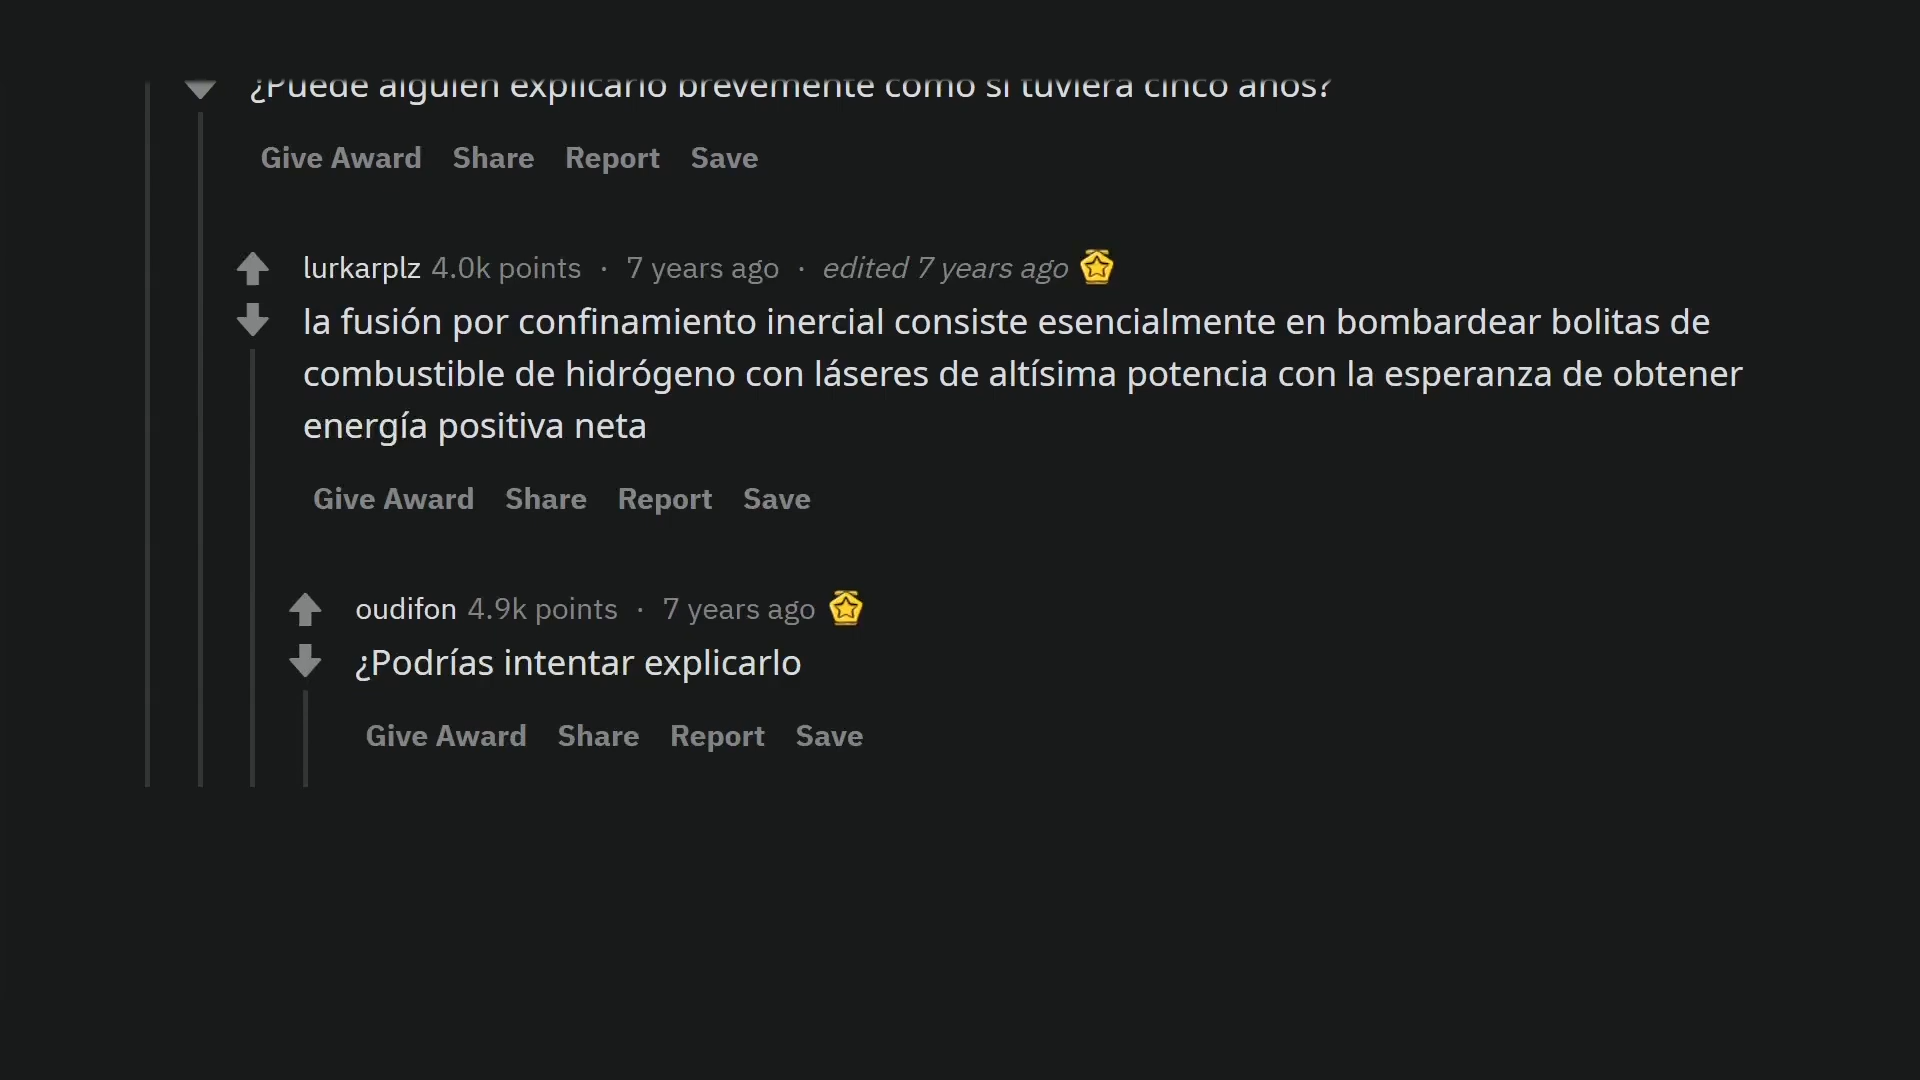 ¿Puede alguien explicarlo brevemente como si tuviera cinco años?
Give Award Share Report Save
lurkarplz 4.0k points · 7 years ago · edited 7 years ago
la fusión por confinamiento inercial consiste esencialmente en bombardear bolitas de
combustible de hidrógeno con láseres de altísima potencia con la esperanza de obtener
energía positiva neta
Give Award Share Report Save
oudifon 4.9k points · 7 years ago
¿Podrías intentar explicarlo
Give Award Share Report Save